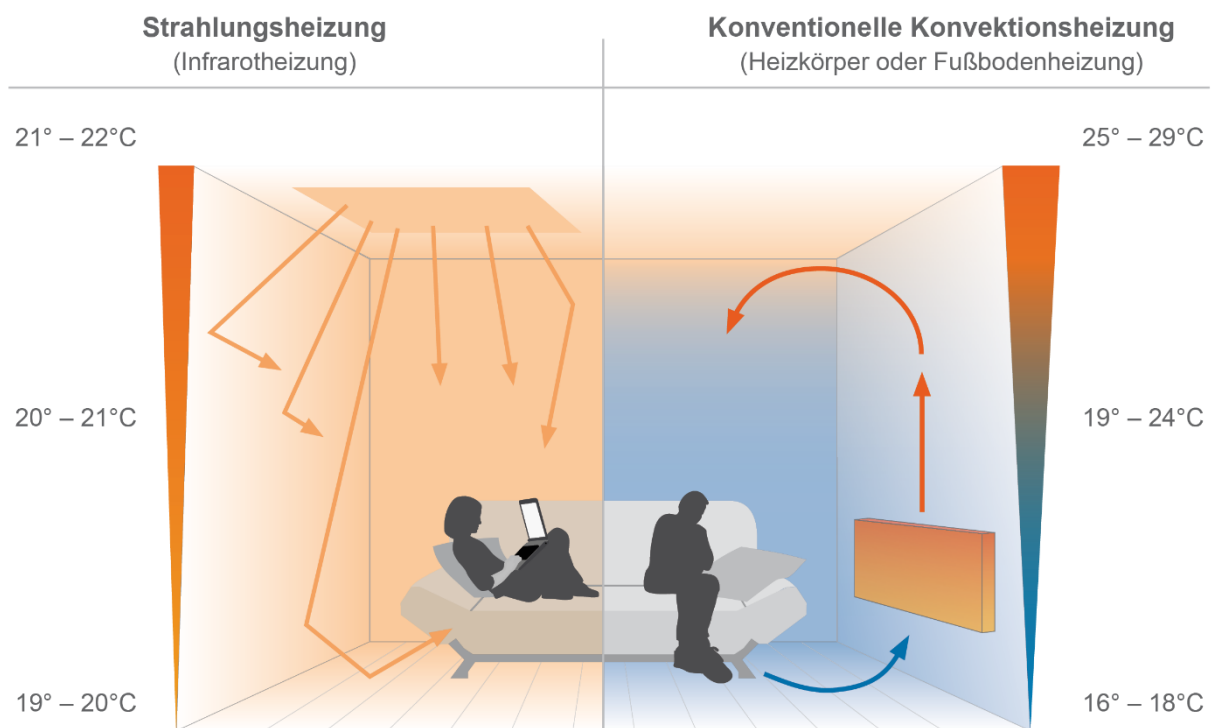 Strahlungsheizung
(Infrarotheizung)
Konventionelle Konvektionsheizung
(Heizkörper oder Fußbodenheizung)
21° – 22°C
25° – 29°C
20° – 21°C
19° – 24°C
19° – 20°C
16° – 18°C